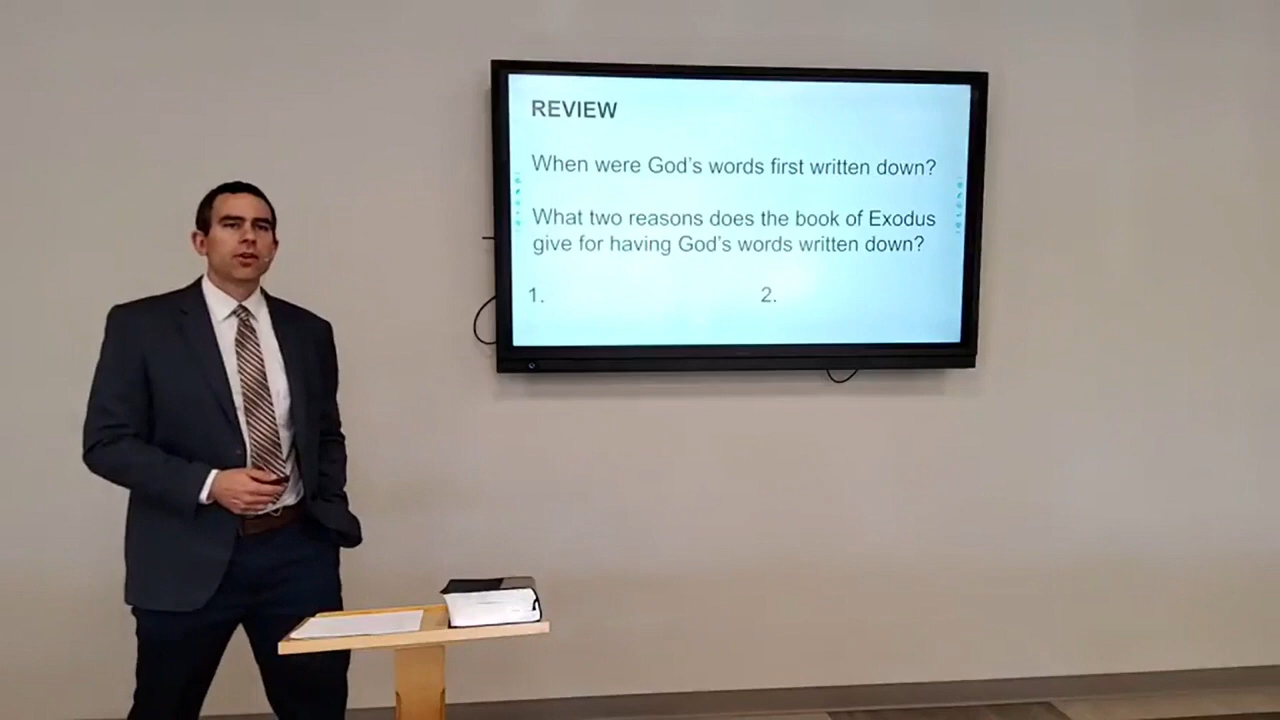 REVIEW
When were God's words first written down?
What two reasons does the book of Exodus
give for having God's words written down?
1. 2.